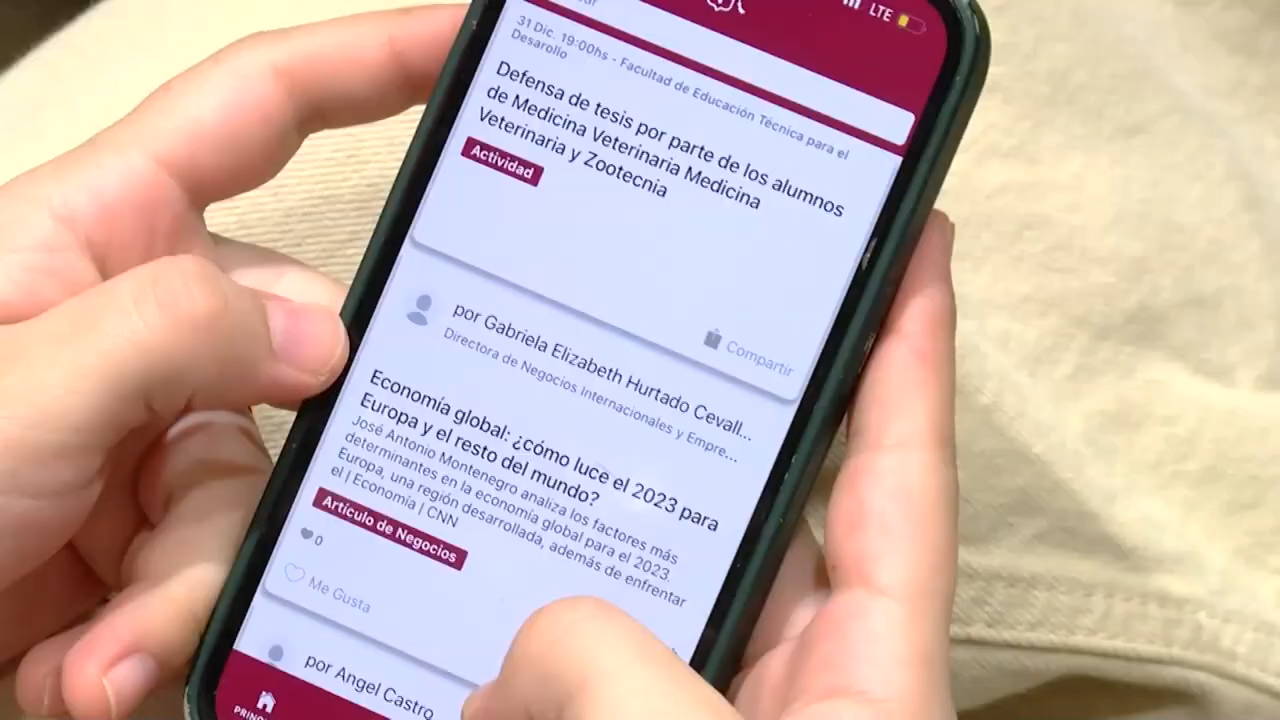 LTE
31 Dic. 19:00hs - Facultad de Educación Técnica para el
Desarollo
Defensa de tesis por parte de los alumnos
de Medicina Veterinaria Medicina
Veterinaria y Zootecnia
Actividad
Compartir
por Gabriela Elizabeth Hurtado Cevall...
Directora de Negocios Internacionales y Empre...
Economía global: ¿cómo luce el 2023 para
Europa y el resto del mundo?
José Antonio Montenegro analiza los factores más
determinantes en la economía global para el 2023.
Europa, una región desarrollada, además de enfrentar
el | Economía | CNN
Artículo de Negocios
0
Me Gusta
por Angel Castro